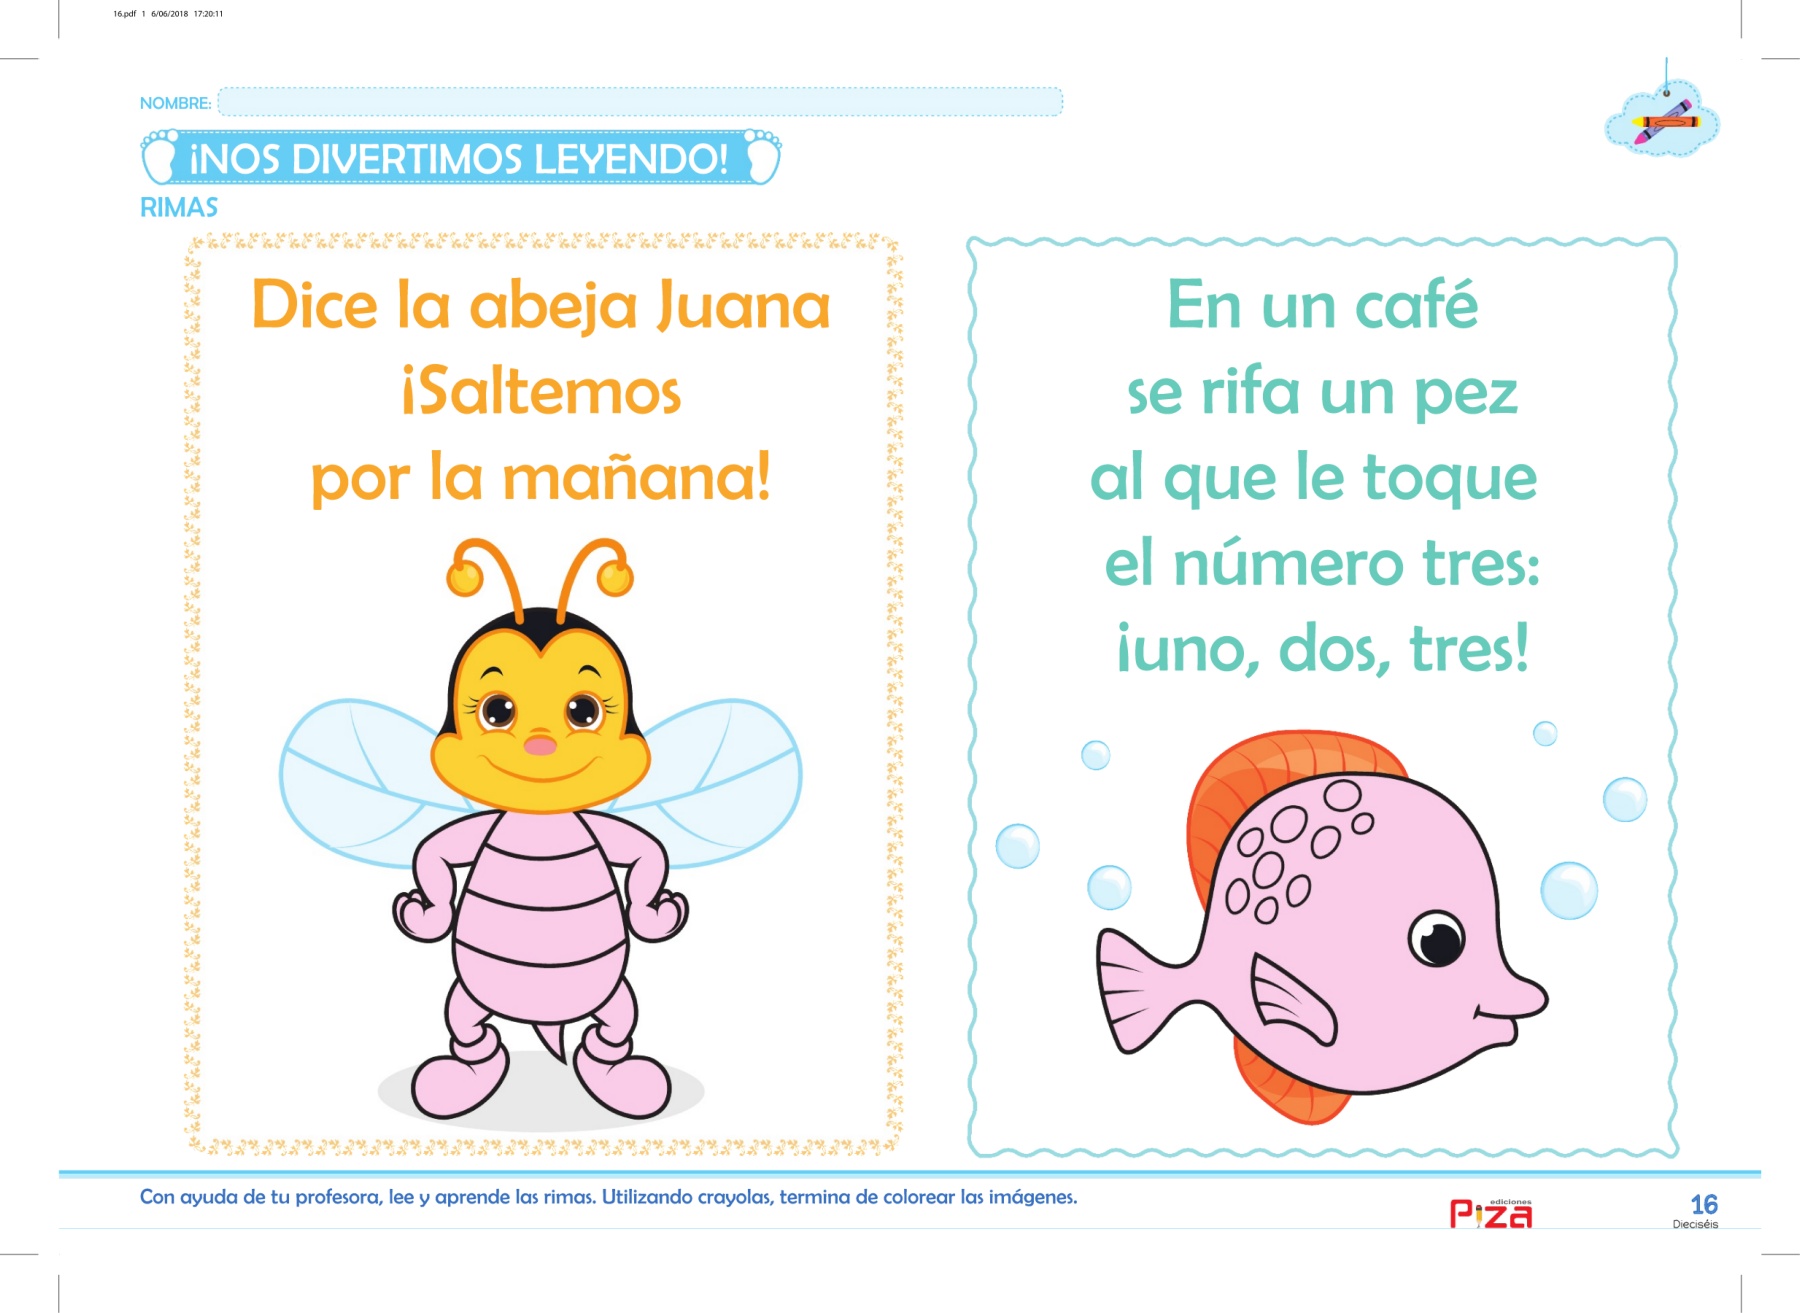 16.pdf 1 6/06/2018 17:20:11
NOMBRE:
¡NOS DIVERTIMOS LEYENDO!
RIMAS
Dice la abeja Juana
¡Saltemos
por la mañana!
En un café
se rifa un pez
al que le toque
el número tres:
¡uno, dos, tres!
Con ayuda de tu profesora, lee y aprende las rimas. Utilizando crayolas, termina de colorear las imágenes.
ediciones
Piza
16
Dieciséis